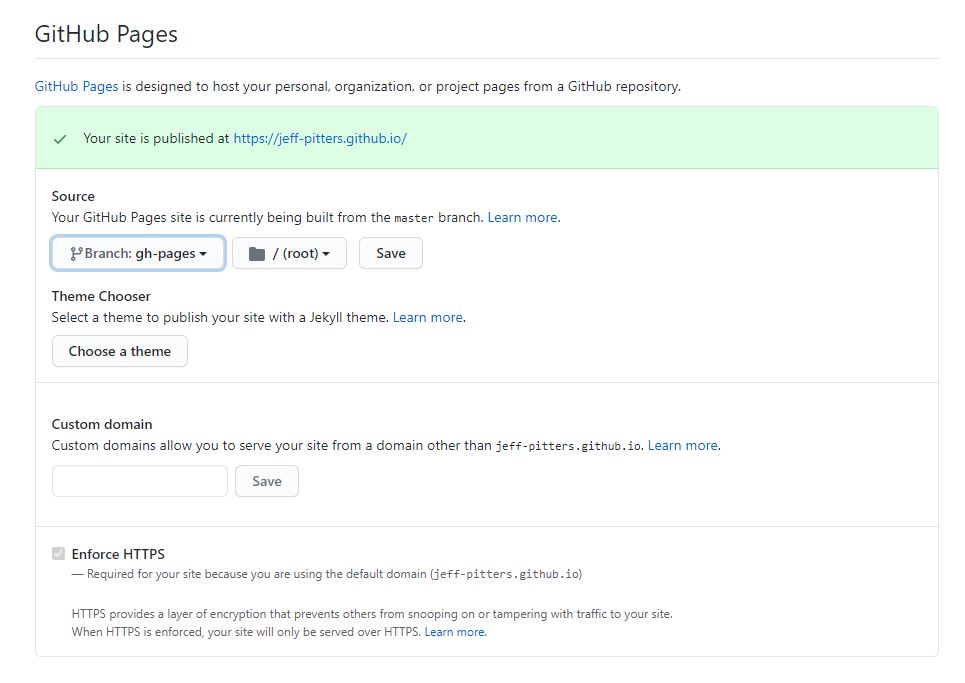 GitHub Pages
GitHub Pages is designed to host your personal, organization, or project pages from a GitHub repository.
Your site is published at https://jeff-pitters.github.io/
Source
Your GitHub Pages site is currently being built from the master branch. Learn more.
Branch: gh-pages / (root) Save
Theme Chooser
Select a theme to publish your site with a Jekyll theme. Learn more.
Choose a theme
Custom domain
Custom domains allow you to serve your site from a domain other than jeff-pitters.github.io. Learn more.
Save
Enforce HTTPS
— Required for your site because you are using the default domain (jeff-pitters.github.io)
HTTPS provides a layer of encryption that prevents others from snooping on or tampering with traffic to your site.
When HTTPS is enforced, your site will only be served over HTTPS. Learn more.